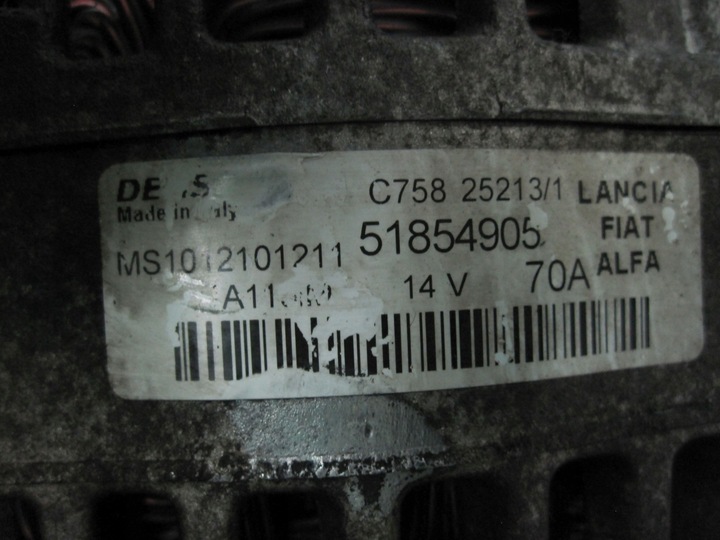 C758 25213/1 LANCIA
Made in
51854905 FIAT
MS1012101211
14 V 70A ALFA